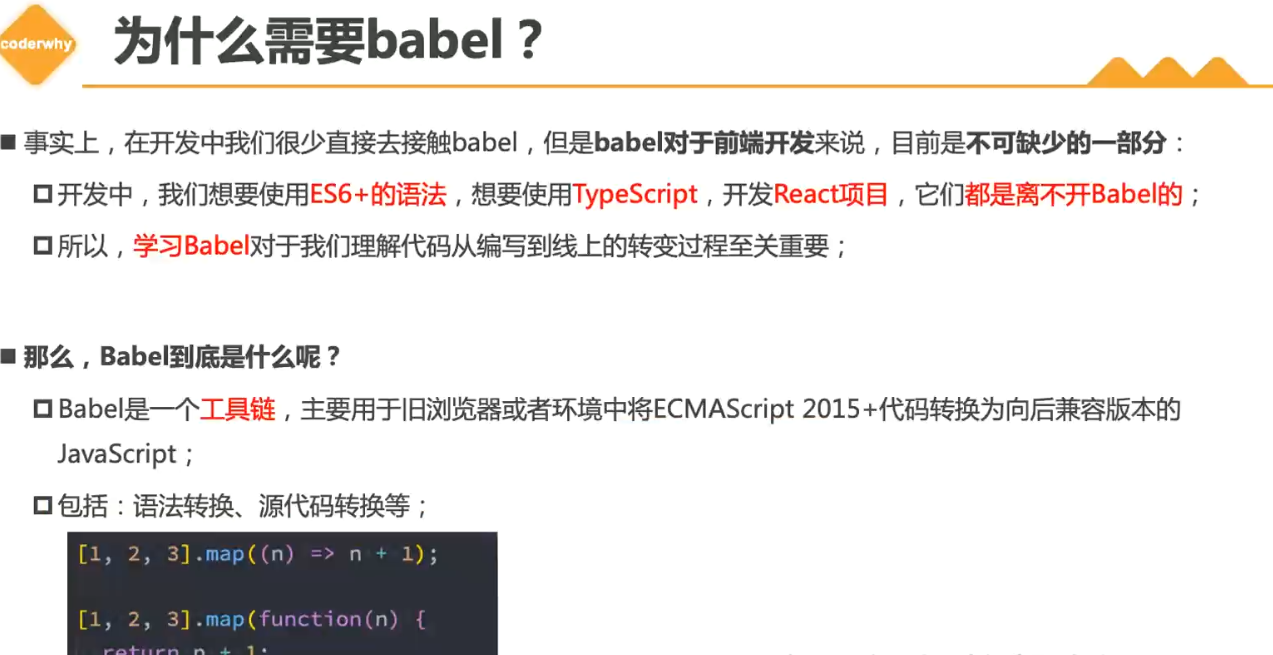 coderwhy
为什么需要babel？
事实上，在开发中我们很少直接去接触babel，但是babel对于前端开发来说，目前是不可缺少的一部分：
开发中，我们想要使用ES6+的语法，想要使用TypeScript，开发React项目，它们都是离不开Babel的；
所以，学习Babel对于我们理解代码从编写到线上的转变过程至关重要；
那么，Babel到底是什么呢？
Babel是一个工具链，主要用于旧浏览器或者环境中将ECMAScript 2015+代码转换为向后兼容版本的
JavaScript；
包括：语法转换、源代码转换等；
[1, 2, 3].map((n) => n + 1);
[1, 2, 3].map(function(n) {
return n + 1;